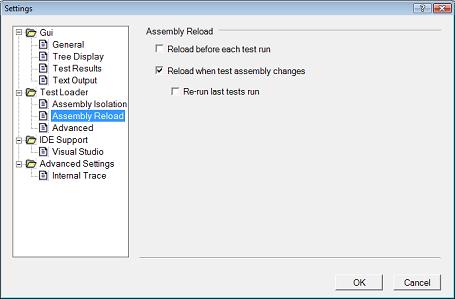 Settings
Gui
General
Tree Display
Test Results
Text Output
Test Loader
Assembly Isolation
Assembly Reload
Advanced
IDE Support
Visual Studio
Advanced Settings
Internal Trace
Assembly Reload
Reload before each test run
Reload when test assembly changes
Re-run last tests run
OK
Cancel